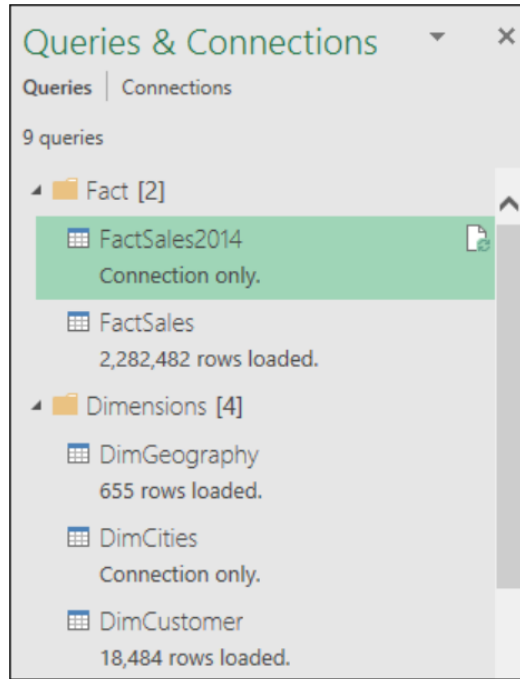 Queries & Connections
Queries | Connections
9 queries
Fact [2]
FactSales2014
Connection only.
FactSales
2,282,482 rows loaded.
Dimensions [4]
DimGeography
655 rows loaded.
DimCities
Connection only.
DimCustomer
18,484 rows loaded.